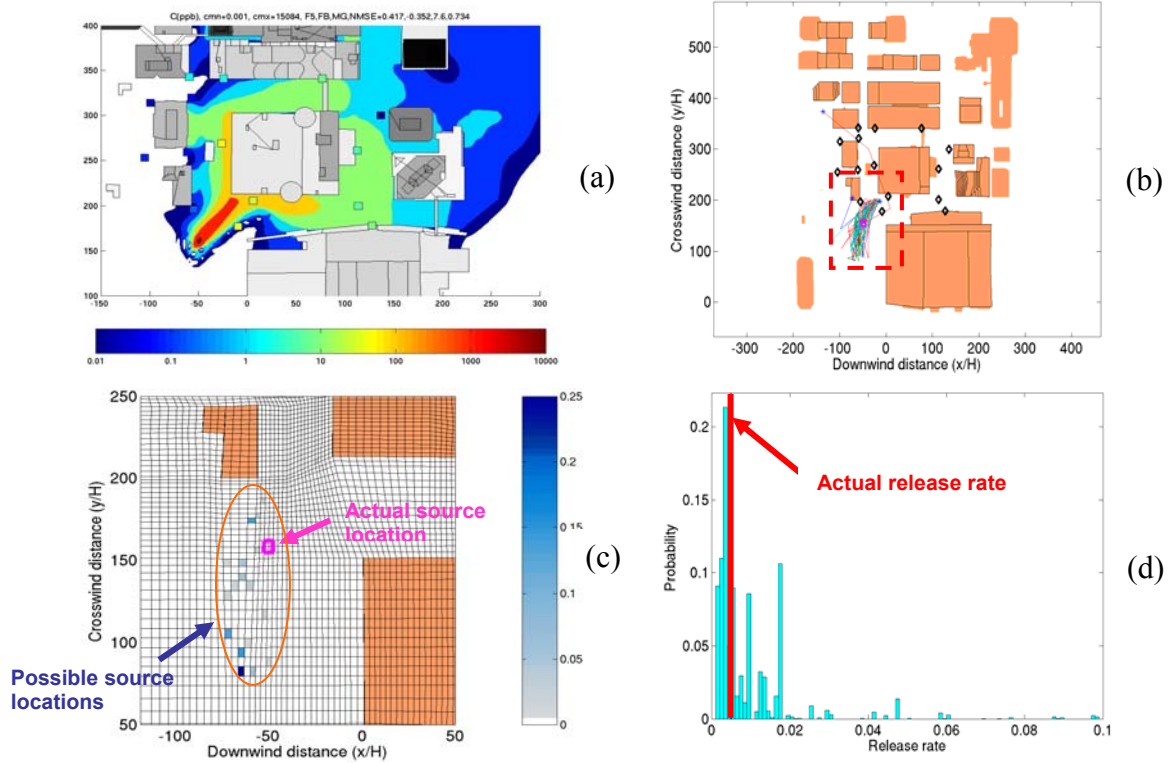 C(ppb), cmn=0.001, cmx=15084, F5,FB,MG,NMSE=0.417,-0.352,7.6,0.734
400
350
300
250
200
150
100
-150 -100 -50 0 50 100 150 200 250 300
(a)
0.01 0.1 1 10 100 1000 10000
Crosswind distance (y/H)
500
400
300
200
100
0
-300 -200 -100 0 100 200 300 400
Downwind distance (x/H)
(b)
Crosswind distance (y/H)
250
200
150
100
50
-100 -50 0 50
Downwind distance (x/H)
Actual source
location
Possible source
locations
0.25
0.2
0.15
0.1
0.05
0
(c)
Probability
0.2
0.15
0.1
0.05
0
0 0.02 0.04 0.06 0.08 0.1
Release rate
Actual release rate
(d)